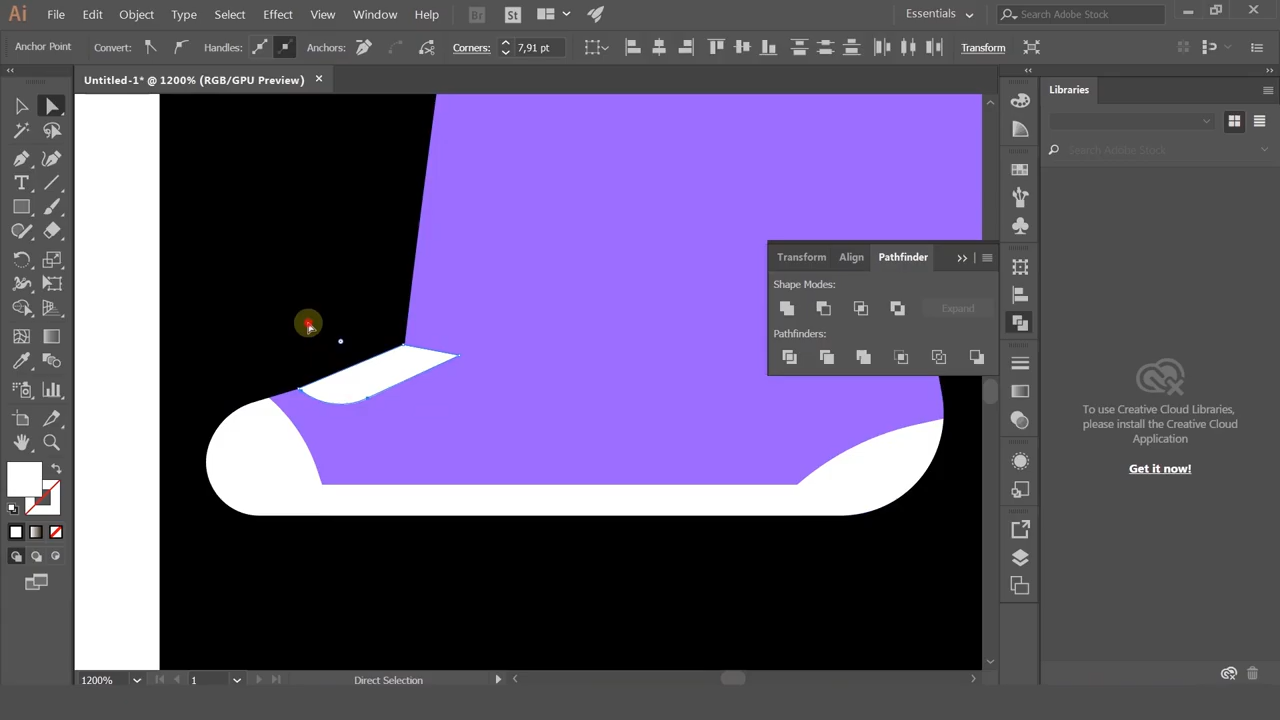 Ai File Edit Object Type Select Effect View Window Help Br St Essentials Search Adobe Stock
Anchor Point Convert: Handles: Anchors: Corners: 7,91 pt Transform
Untitled-1* @ 1200% (RGB/GPU Preview)
Libraries
Search Adobe Stock
Transform Align Pathfinder
Shape Modes:
Expand
Pathfinders:
To use Creative Cloud Libraries,
please install the Creative Cloud
Application
Get it now!
1200% 1 Direct Selection